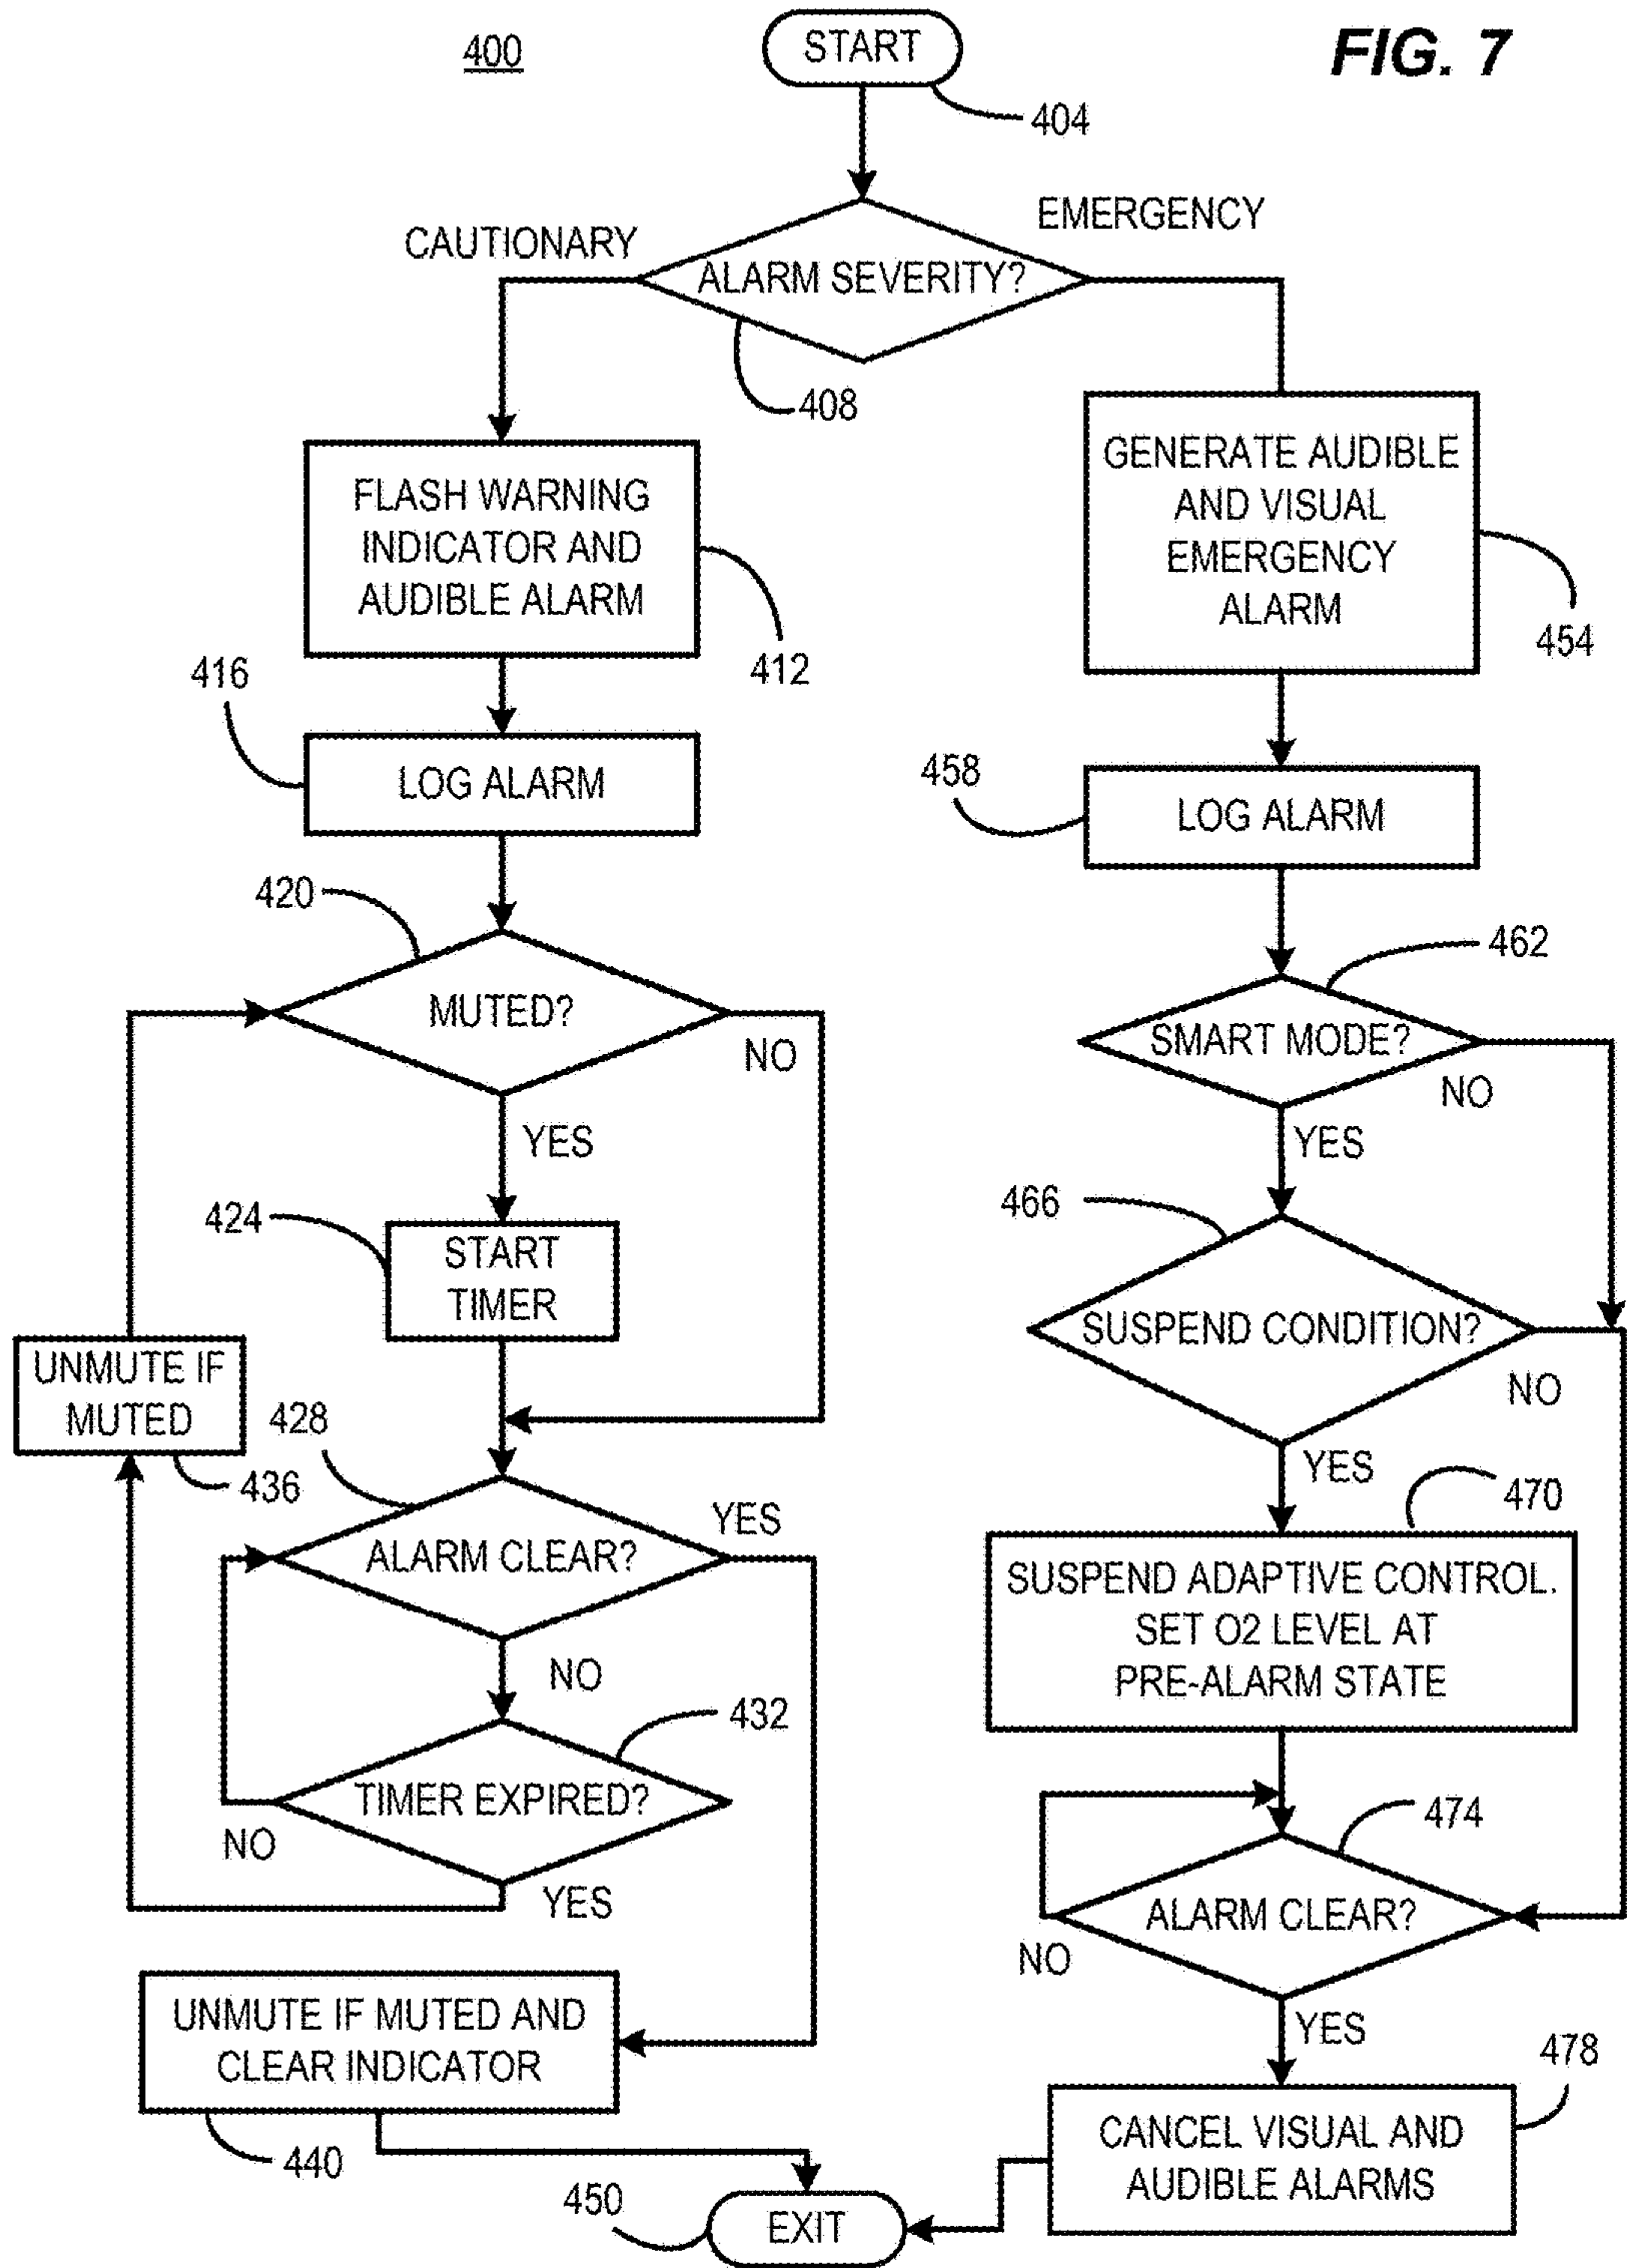 400
START
FIG. 7
404
CAUTIONARY
EMERGENCY
ALARM SEVERITY?
408
FLASH WARNING
INDICATOR AND
AUDIBLE ALARM
412
GENERATE AUDIBLE
AND VISUAL
EMERGENCY
ALARM
454
416
LOG ALARM
458
LOG ALARM
420
MUTED?
NO
YES
462
SMART MODE?
NO
YES
424
START
TIMER
466
SUSPEND CONDITION?
NO
YES
UNMUTE IF
MUTED
436
428
ALARM CLEAR?
YES
NO
470
SUSPEND ADAPTIVE CONTROL.
SET O2 LEVEL AT
PRE-ALARM STATE
432
TIMER EXPIRED?
NO
YES
474
ALARM CLEAR?
NO
YES
UNMUTE IF MUTED AND
CLEAR INDICATOR
440
478
CANCEL VISUAL AND
AUDIBLE ALARMS
450
EXIT